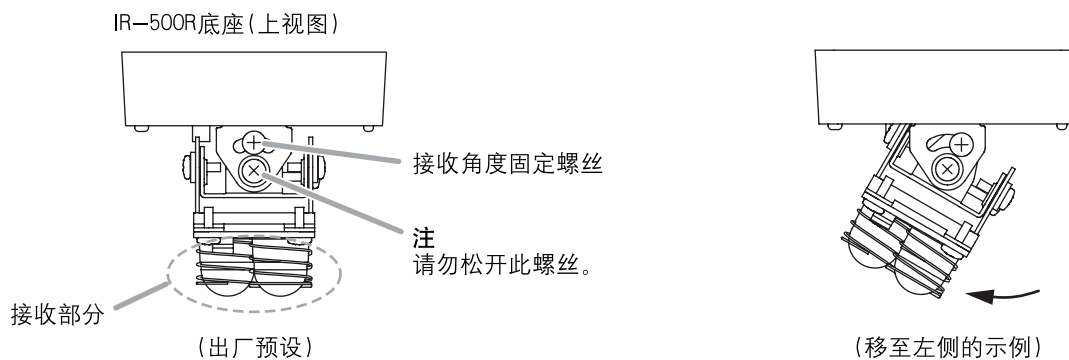 IR-500R底座(上视图)
接收角度固定螺丝
注
请勿松开此螺丝。
接收部分
(出厂预设)
(移至左侧的示例)